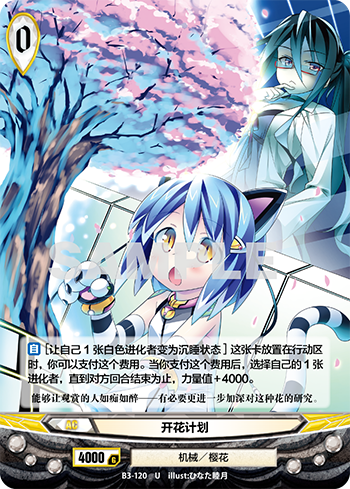 0
SAMPLE
自 [让自己1张白色进化者变为沉睡状态] 这张卡放置在行动区
时，你可以支付这个费用。当你支付这个费用后，选择自己的1张
进化者，直到对方回合结束为止，力量值+4000。
能够让观赏的人如痴如醉——有必要更进一步加深对这种花的研究。
开花计划
4000 G
机械／樱花
B3-120 U illust:ひなた睦月